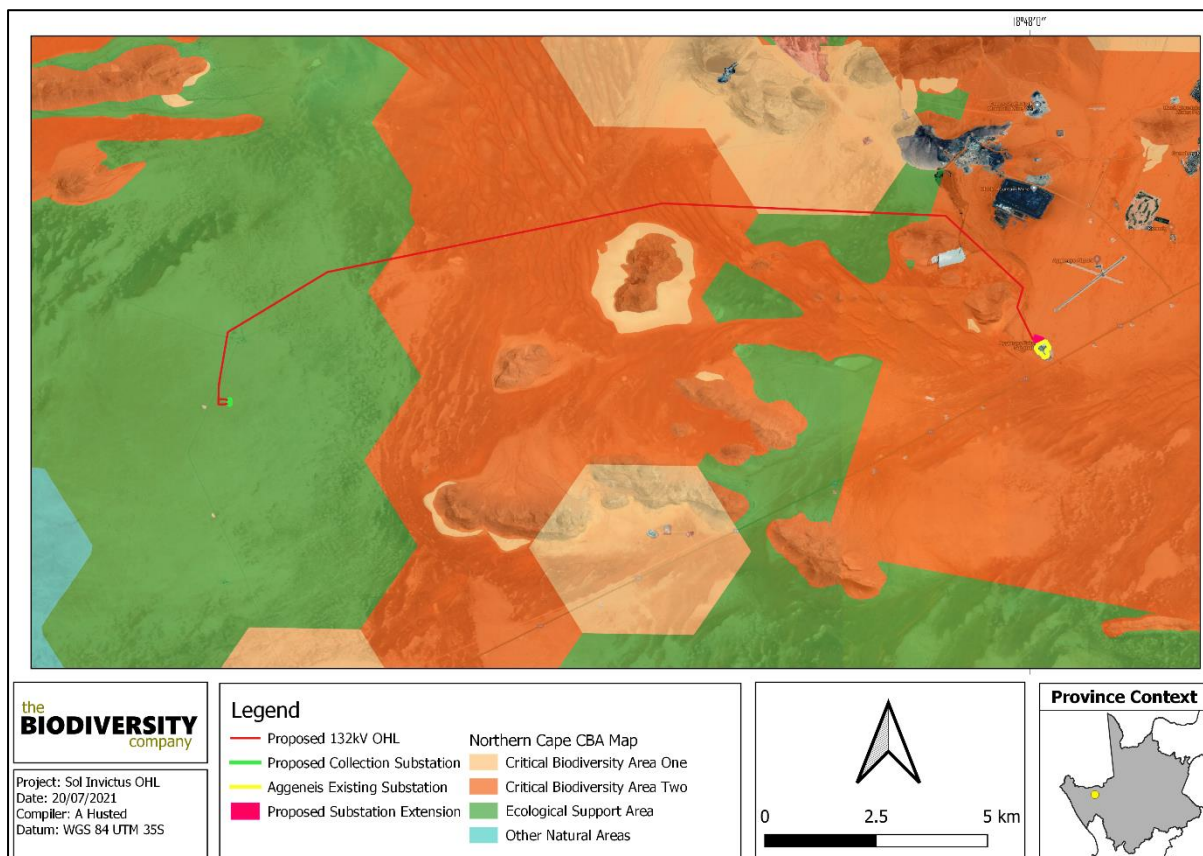 18°48'0"
the
BIODIVERSITY
company
Project: Sol Invictus OHL
Date: 20/07/2021
Compiler: A Husted
Datum: WGS 84 UTM 35S
Legend
Proposed 132kV OHL
Proposed Collection Substation
Aggeneis Existing Substation
Proposed Substation Extension
Northern Cape CBA Map
Critical Biodiversity Area One
Critical Biodiversity Area Two
Ecological Support Area
Other Natural Areas
0 2.5 5 km
Province Context